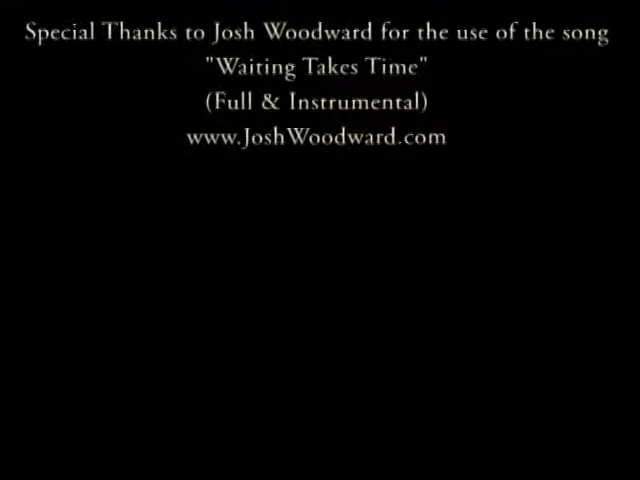 Special Thanks to Josh Woodward for the use of the song
"Waiting Takes Time"
(Full & Instrumental)
www.JoshWoodward.com